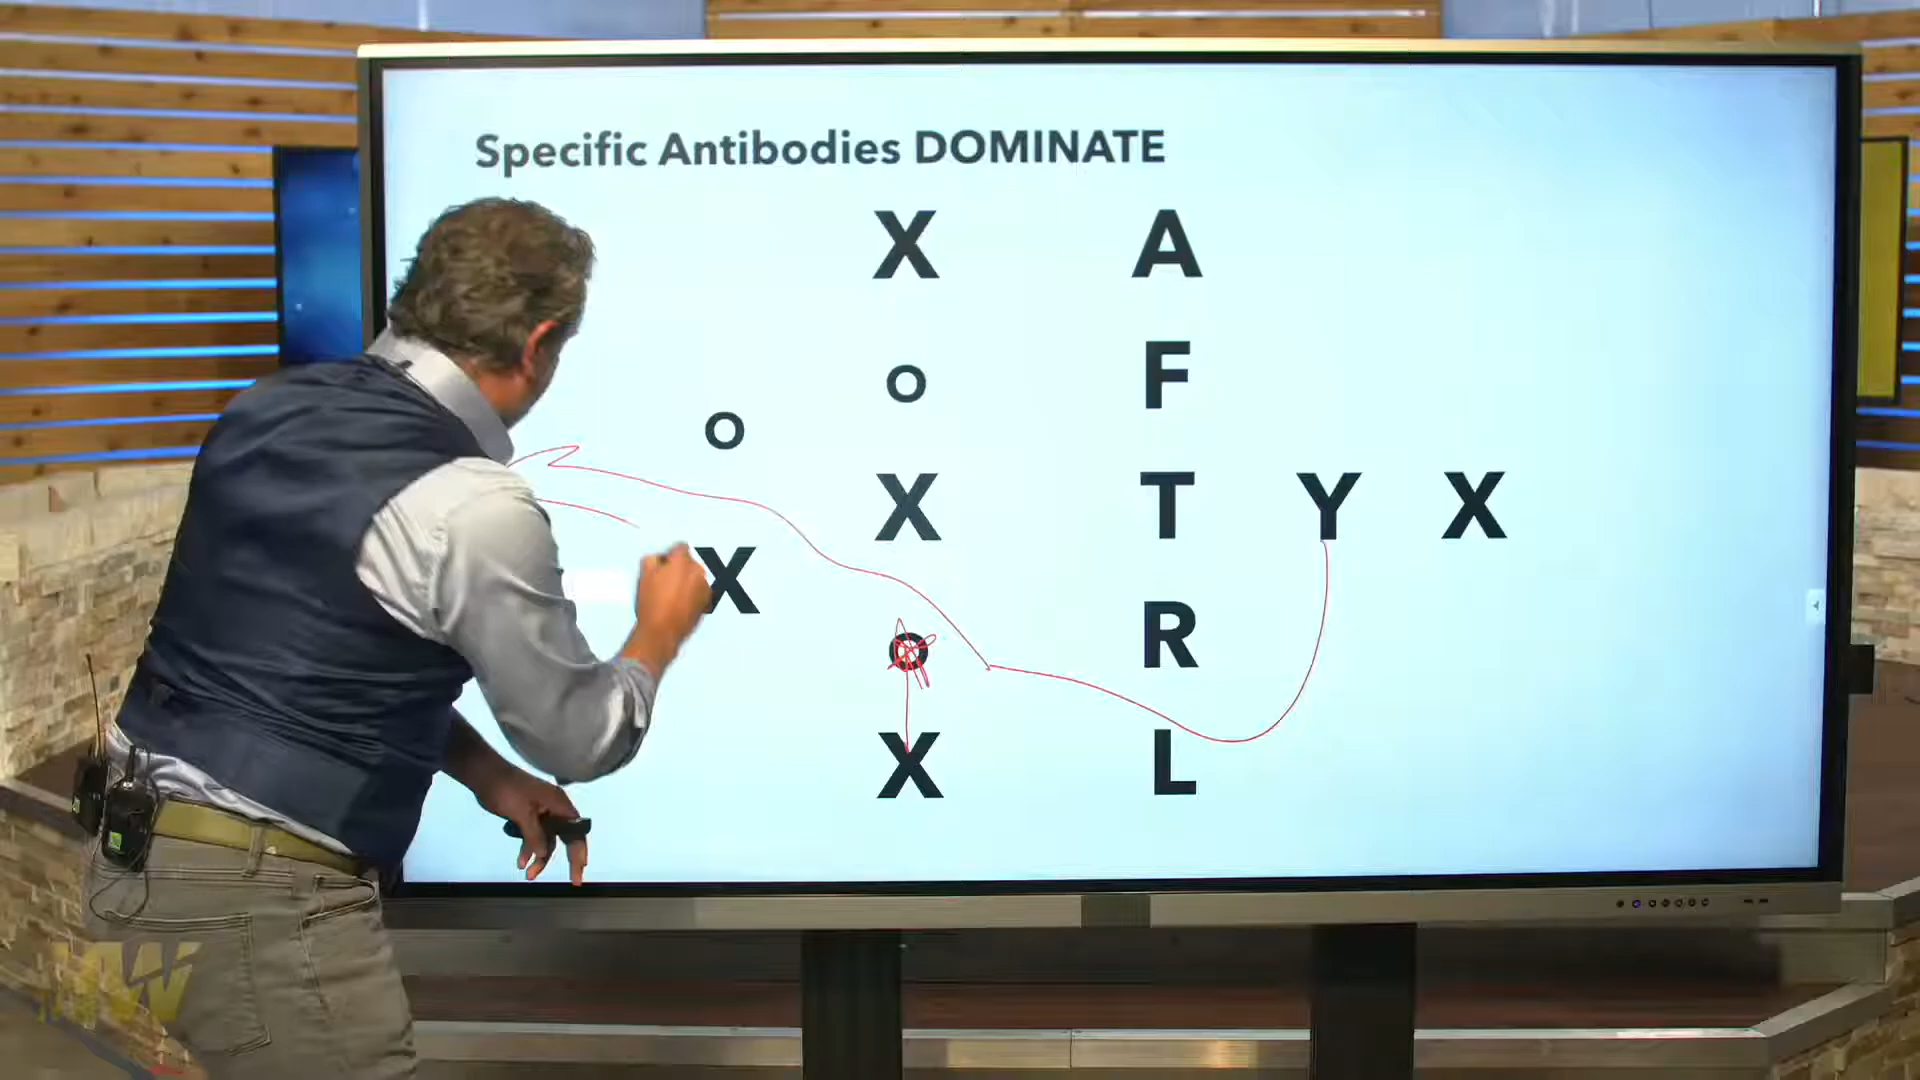 Specific Antibodies DOMINATE
X A
O F
O
X T Y X
X
O R
X L